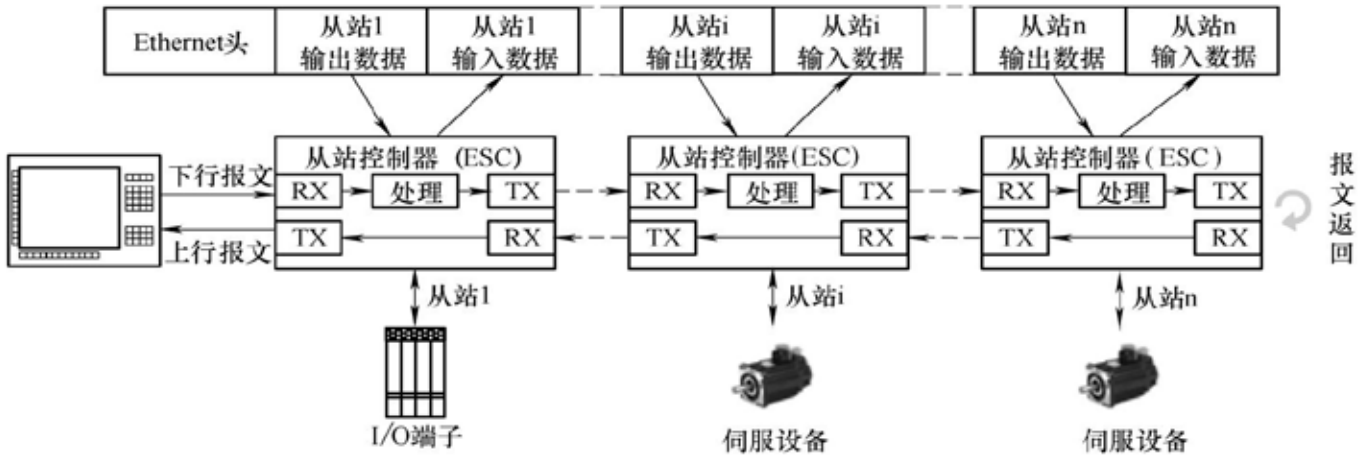 Ethernet头
从站1
输出数据
从站1
输入数据
从站i
输出数据
从站i
输入数据
从站n
输出数据
从站n
输入数据
从站控制器 (ESC)
从站控制器(ESC)
从站控制器(ESC)
下行报文
RX
处理
TX
RX
处理
TX
RX
处理
TX
上行报文
TX
RX
TX
RX
TX
RX
报文返回
从站1
从站i
从站n
I/O端子
伺服设备
伺服设备